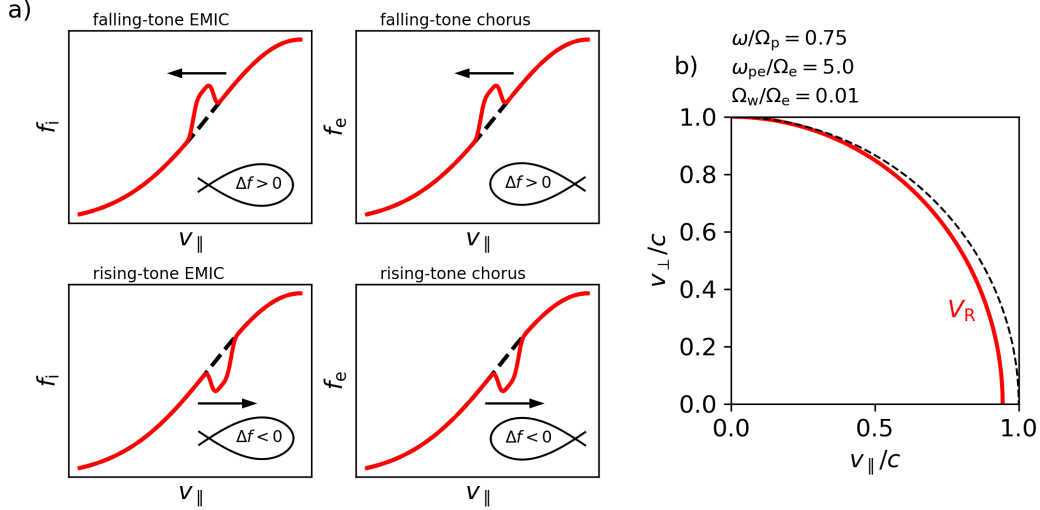 a)
falling-tone EMIC
f_i
Δf > 0
v_∥
falling-tone chorus
f_e
Δf > 0
v_∥
rising-tone EMIC
f_i
Δf < 0
v_∥
rising-tone chorus
f_e
Δf < 0
v_∥
b)
ω/Ω_p = 0.75
ω_pe/Ω_e = 5.0
Ω_w/Ω_e = 0.01
1.0
0.8
0.6
0.4
0.2
0.0
v_⊥/c
V_R
0.0
0.5
1.0
v_∥/c